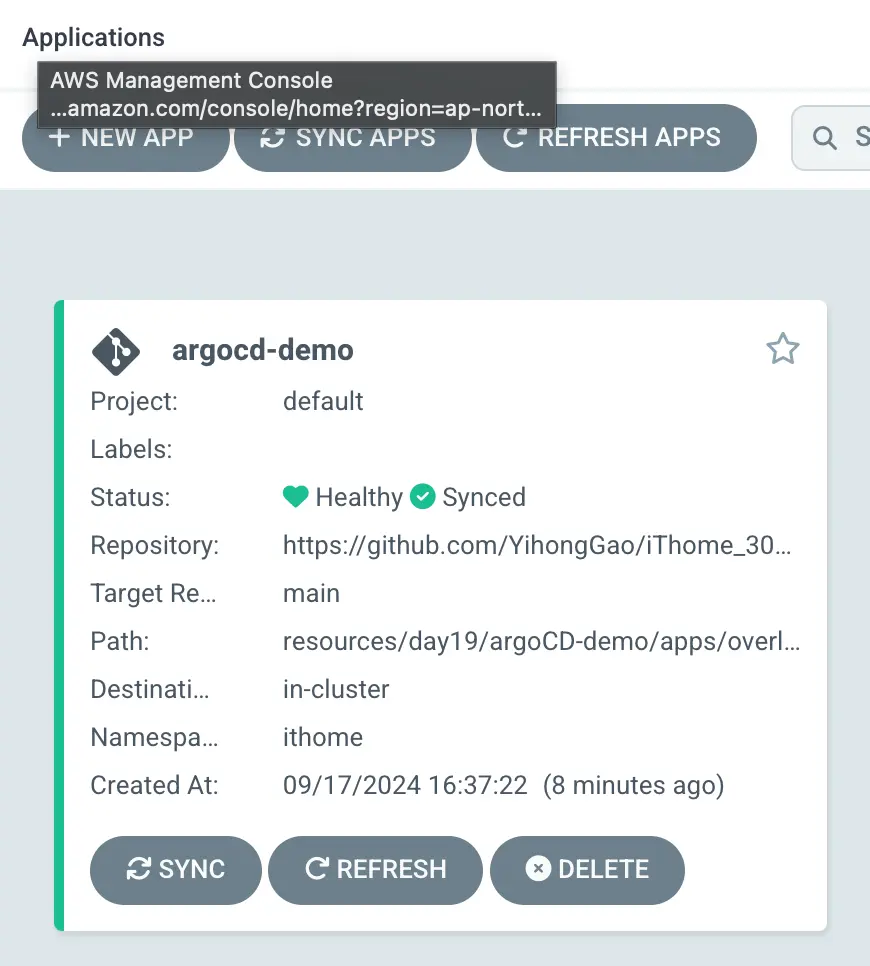 Applications
AWS Management Console
...amazon.com/console/home?region=ap-nort...
NEW APP SYNC APPS REFRESH APPS S
argocd-demo
Project: default
Labels:
Status: Healthy Synced
Repository: https://github.com/YihongGao/iThome_30...
Target Re... main
Path: resources/day19/argoCD-demo/apps/overl...
Destinati... in-cluster
Namespa... ithome
Created At: 09/17/2024 16:37:22 (8 minutes ago)
SYNC REFRESH DELETE